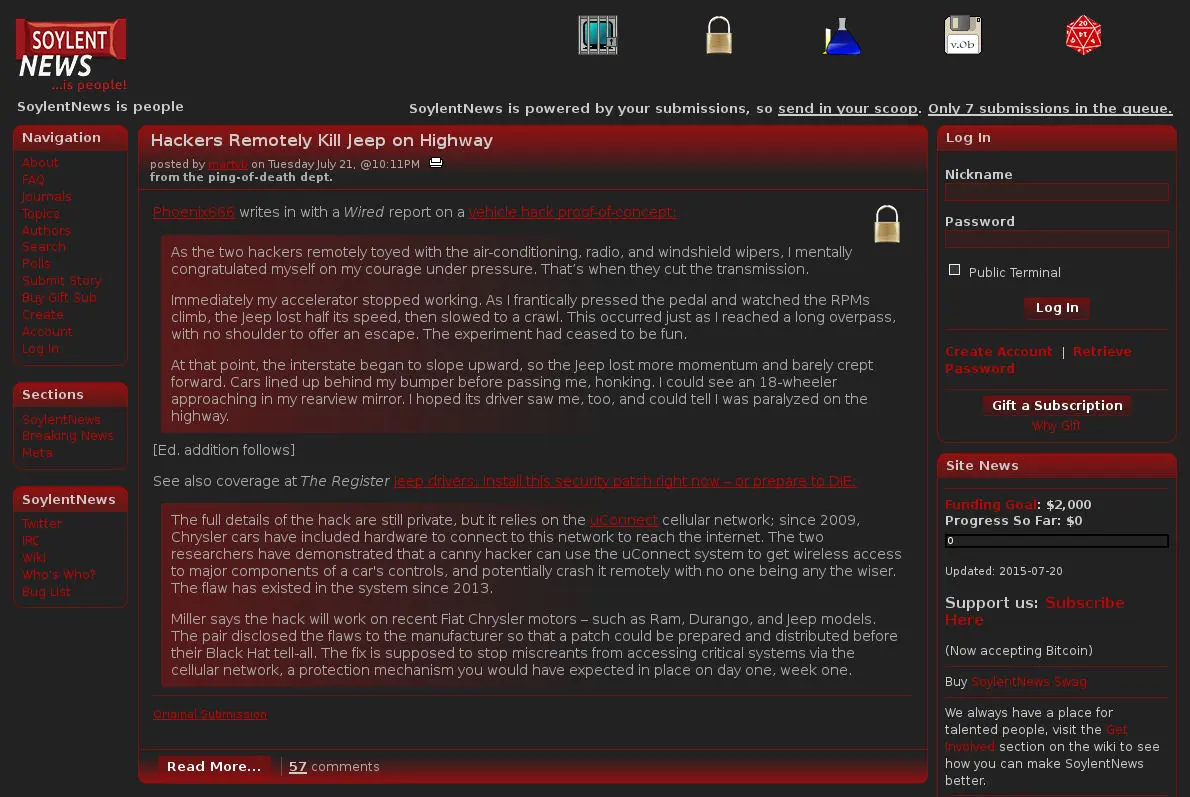 SOYLENT
NEWS
...is people!
v.0b
20
14
SoylentNews is people
SoylentNews is powered by your submissions, so send in your scoop. Only 7 submissions in the queue.
Navigation
About
FAQ
Journals
Topics
Authors
Search
Polls
Submit Story
Buy Gift Sub
Create
Account
Log In
Sections
SoylentNews
Breaking News
Meta
SoylentNews
Twitter
IRC
Wiki
Who's Who?
Bug List
Hackers Remotely Kill Jeep on Highway
posted by martyb on Tuesday July 21, @10:11PM
from the ping-of-death dept.
Phoenix666 writes in with a Wired report on a vehicle hack proof-of-concept:
As the two hackers remotely toyed with the air-conditioning, radio, and windshield wipers, I mentally
congratulated myself on my courage under pressure. That's when they cut the transmission.
Immediately my accelerator stopped working. As I frantically pressed the pedal and watched the RPMs
climb, the Jeep lost half its speed, then slowed to a crawl. This occurred just as I reached a long overpass,
with no shoulder to offer an escape. The experiment had ceased to be fun.
At that point, the interstate began to slope upward, so the Jeep lost more momentum and barely crept
forward. Cars lined up behind my bumper before passing me, honking. I could see an 18-wheeler
approaching in my rearview mirror. I hoped its driver saw me, too, and could tell I was paralyzed on the
highway.
[Ed. addition follows]
See also coverage at The Register Jeep drivers: Install this security patch right now – or prepare to DIE:
The full details of the hack are still private, but it relies on the uConnect cellular network; since 2009,
Chrysler cars have included hardware to connect to this network to reach the internet. The two
researchers have demonstrated that a canny hacker can use the uConnect system to get wireless access
to major components of a car's controls, and potentially crash it remotely with no one being any the wiser.
The flaw has existed in the system since 2013.
Miller says the hack will work on recent Fiat Chrysler motors – such as Ram, Durango, and Jeep models.
The pair disclosed the flaws to the manufacturer so that a patch could be prepared and distributed before
their Black Hat tell-all. The fix is supposed to stop miscreants from accessing critical systems via the
cellular network, a protection mechanism you would have expected in place on day one, week one.
Original Submission
Read More...
57 comments
Log In
Nickname
Password
Public Terminal
Log In
Create Account | Retrieve
Password
Gift a Subscription
Why Gift
Site News
Funding Goal: $2,000
Progress So Far: $0
0
Updated: 2015-07-20
Support us: Subscribe
Here
(Now accepting Bitcoin)
Buy SoylentNews Swag
We always have a place for
talented people, visit the Get
Involved section on the wiki to see
how you can make SoylentNews
better.